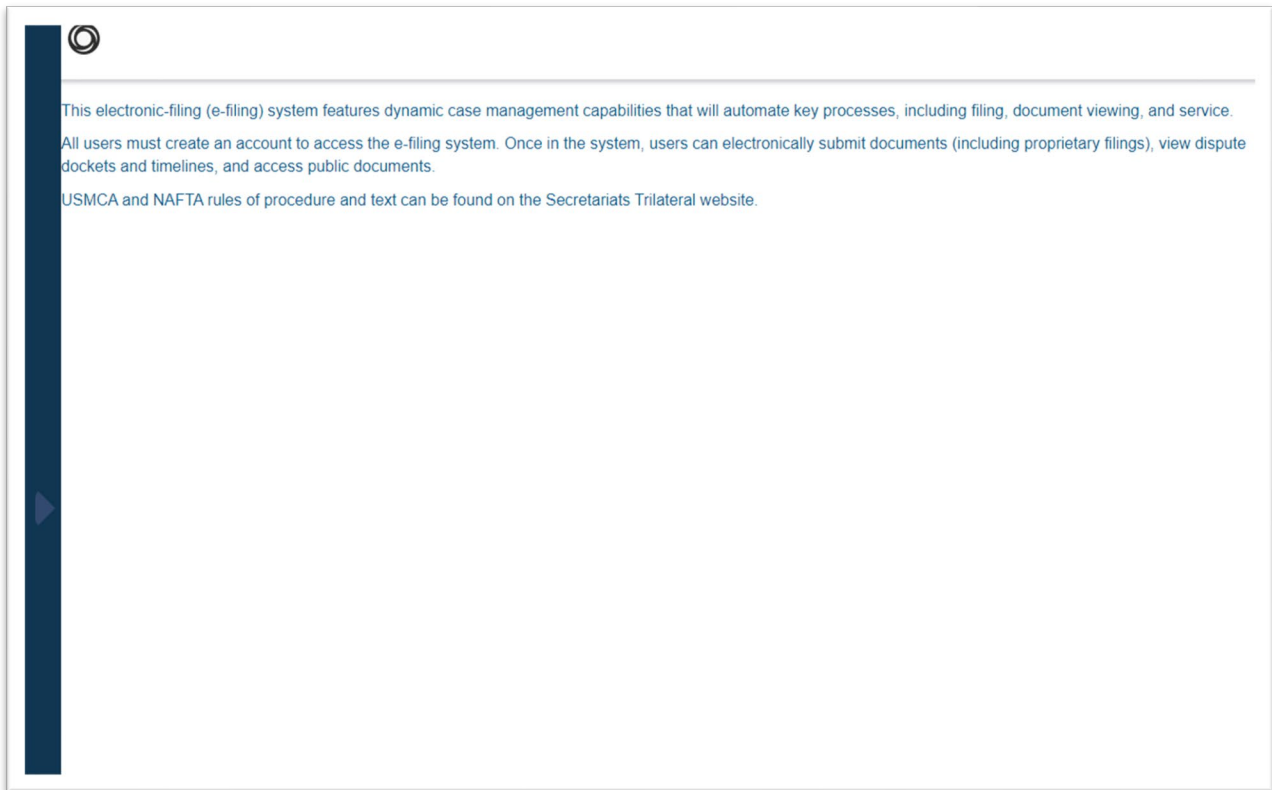 This electronic-filing (e-filing) system features dynamic case management capabilities that will automate key processes, including filing, document viewing, and service.
All users must create an account to access the e-filing system. Once in the system, users can electronically submit documents (including proprietary filings), view dispute
dockets and timelines, and access public documents.
USMCA and NAFTA rules of procedure and text can be found on the Secretariats Trilateral website.